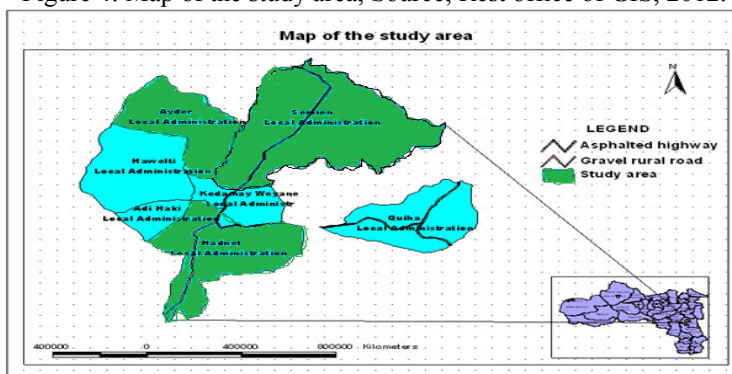 Figure 4: Map of the study area, Source, Rest office of GIS, 2012.
Map of the study area
N
Ayder
Local Administration
Semien
Local Administration
LEGEND
Asphalted highway
Gravel rural road
Study area
Hawelti
Local Administration
Kedamay Weyane
Local Administr
Adi Haki
Local Administration
Quiha
Local Administration
Hadnet
Local Administration
400000 0 400000 800000 Kilometers